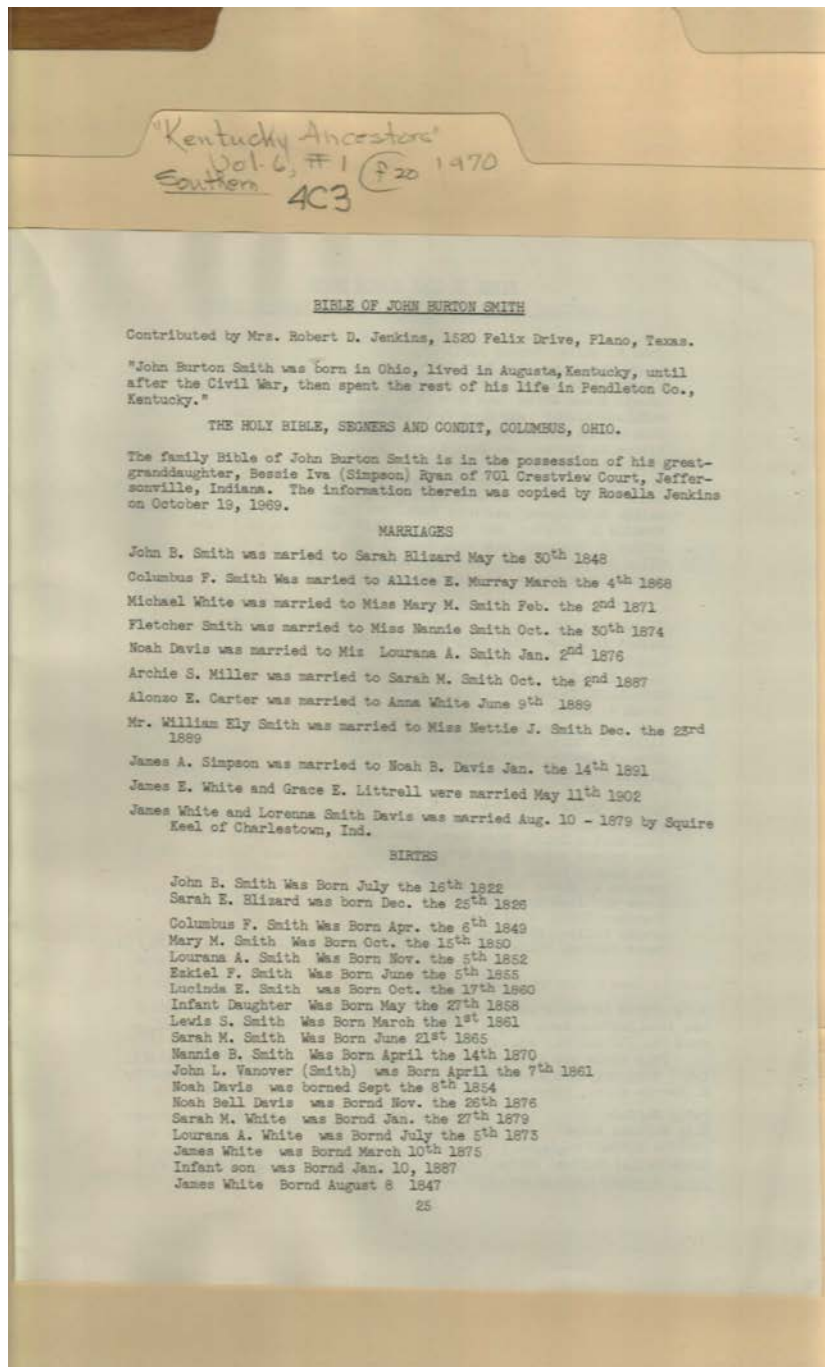 "Kentucky Ancestors"
Vol. 6, #1 p 20 1970
Southern
4C3
BIBLE OF JOHN BURTON SMITH
Contributed by Mrs. Robert D. Jenkins, 1520 Felix Drive, Plano, Texas.
"John Burton Smith was born in Ohio, lived in Augusta, Kentucky, until
after the Civil War, then spent the rest of his life in Pendleton Co.,
Kentucky."
THE HOLY BIBLE, SEGNERS AND CONDIT, COLUMBUS, OHIO.
The family Bible of John Burton Smith is in the possession of his great-
granddaughter, Bessie Iva (Simpson) Ryan of 701 Crestview Court, Jeffer-
sonville, Indiana. The information therein was copied by Rosella Jenkins
on October 19, 1969.
MARRIAGES
John B. Smith was maried to Sarah Blizard May the 30th 1848
Columbus F. Smith Was maried to Allice E. Murray March the 4th 1868
Michael White was married to Miss Mary M. Smith Feb. the 2nd 1871
Fletcher Smith was married to Miss Nannie Smith Oct. the 30th 1874
Noah Davis was married to Miz Lourana A. Smith Jan. 2nd 1876
Archie S. Miller was married to Sarah M. Smith Oct. the 2nd 1887
Alonzo E. Carter was married to Anna White June 9th 1889
Mr. William Ely Smith was married to Miss Nettie J. Smith Dec. the 23rd
1889
James A. Simpson was married to Noah B. Davis Jan. the 14th 1891
James E. White and Grace E. Littrell were married May 11th 1902
James White and Lorenna Smith Davis was married Aug. 10 - 1879 by Squire
Keel of Charlestown, Ind.
BIRTHS
John B. Smith Was Born July the 16th 1822
Sarah E. Blizard was born Dec. the 25th 1826
Columbus F. Smith Was Born Apr. the 6th 1849
Mary M. Smith Was Born Oct. the 15th 1850
Lourana A. Smith Was Born Nov. the 5th 1852
Ezkiel F. Smith Was Born June the 5th 1855
Lucinda E. Smith was Born Oct. the 17th 1860
Infant Daughter Was Born May the 27th 1858
Lewis S. Smith Was Born March the 1st 1861
Sarah M. Smith Was Born June 21st 1865
Nannie B. Smith Was Born April the 14th 1870
John L. Vanover (Smith) was Born April the 7th 1861
Noah Davis was borned Sept the 8th 1854
Noah Bell Davis was Bornd Nov. the 26th 1876
Sarah M. White was Bornd Jan. the 27th 1879
Lourana A. White was Bornd July the 5th 1873
James White was Bornd March 10th 1875
Infant son was Bornd Jan. 10, 1887
James White Bornd August 8 1847
25